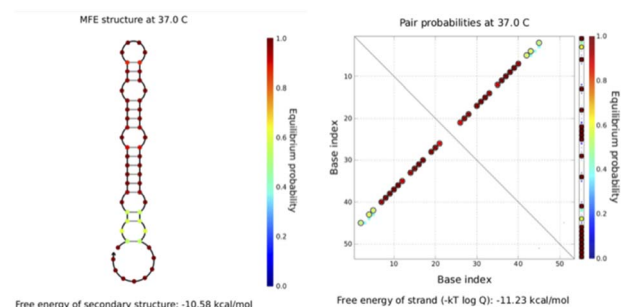 MFE structure at 37.0 C
1.0
0.8
0.6
0.4
0.2
0.0
Equilibrium probability
Free energy of secondary structure: -10.58 kcal/mol
Pair probabilities at 37.0 C
Base index
10
20
30
40
50
10
20
30
40
50
Base index
1.0
0.8
0.6
0.4
0.2
0.0
Equilibrium probability
Free energy of strand (-kT log Q): -11.23 kcal/mol